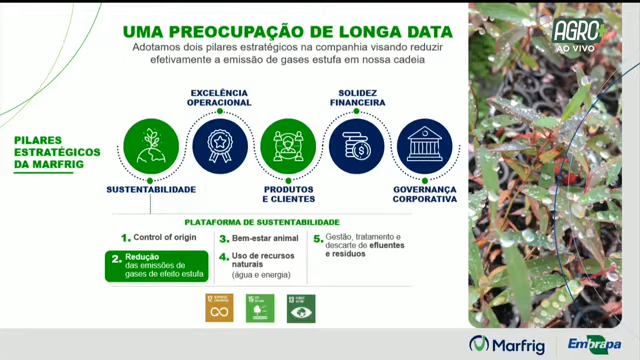 UMA PREOCUPAÇÃO DE LONGA DATA
Adotamos dois pilares estratégicos na companhia visando reduzir
efetivamente a emissão de gases estufa em nossa cadeia
AGRO
AO VIVO
PILARES
ESTRATÉGICOS
DA MARFRIG
EXCELÊNCIA
OPERACIONAL
SOLIDEZ
FINANCEIRA
SUSTENTABILIDADE
PRODUTOS
E CLIENTES
GOVERNANÇA
CORPORATIVA
PLATAFORMA DE SUSTENTABILIDADE
1. Control of origin
2. Redução
das emissões de
gases de efeito estufa
3. Bem-estar animal
4. Uso de recursos
naturais
(água e energia)
5. Gestão, tratamento e
descarte de efluentes
e resíduos
12
15
13
Marfrig
Embrapa